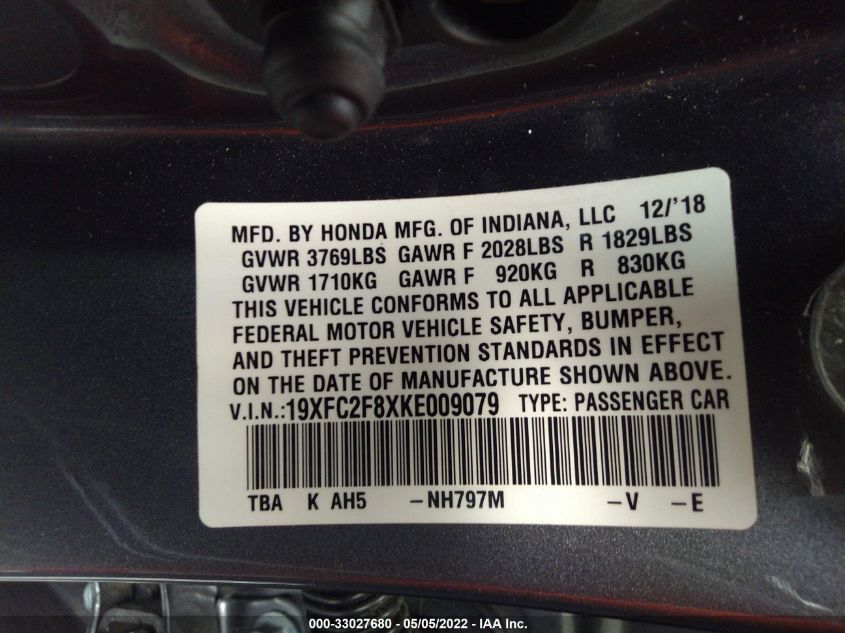 MFD. BY HONDA MFG. OF INDIANA, LLC 12/'18
GVWR 3769LBS GAWR F 2028LBS R 1829LBS
GVWR 1710KG GAWR F 920KG R 830KG
THIS VEHICLE CONFORMS TO ALL APPLICABLE
FEDERAL MOTOR VEHICLE SAFETY, BUMPER,
AND THEFT PREVENTION STANDARDS IN EFFECT
ON THE DATE OF MANUFACTURE SHOWN ABOVE.
V.I.N.:19XFC2F8XKE009079 TYPE: PASSENGER CAR
TBA K AH5 –NH797M –V –E
000-33027680 - 05/05/2022 - IAA Inc.